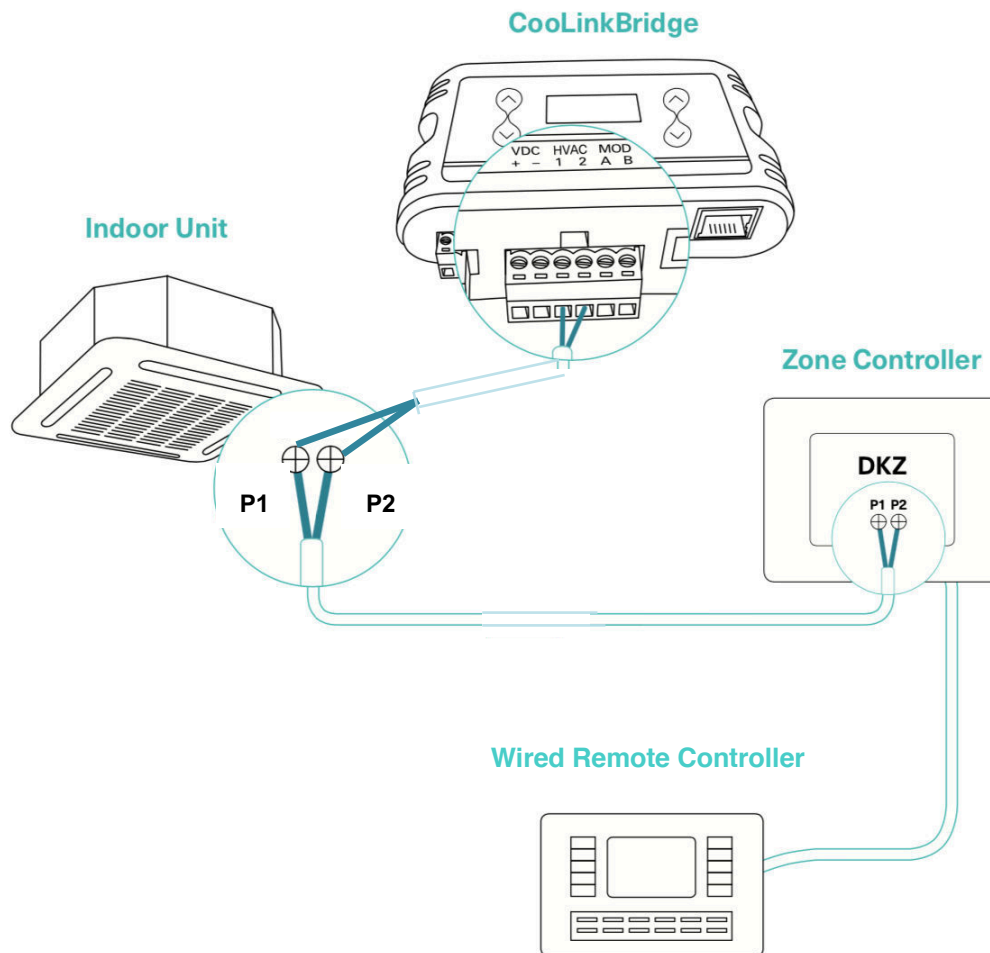 CooLinkBridge
VDC HVAC MOD
+ − 1 2 A B
Indoor Unit
Zone Controller
DKZ
P1 P2
P1 P2
Wired Remote Controller